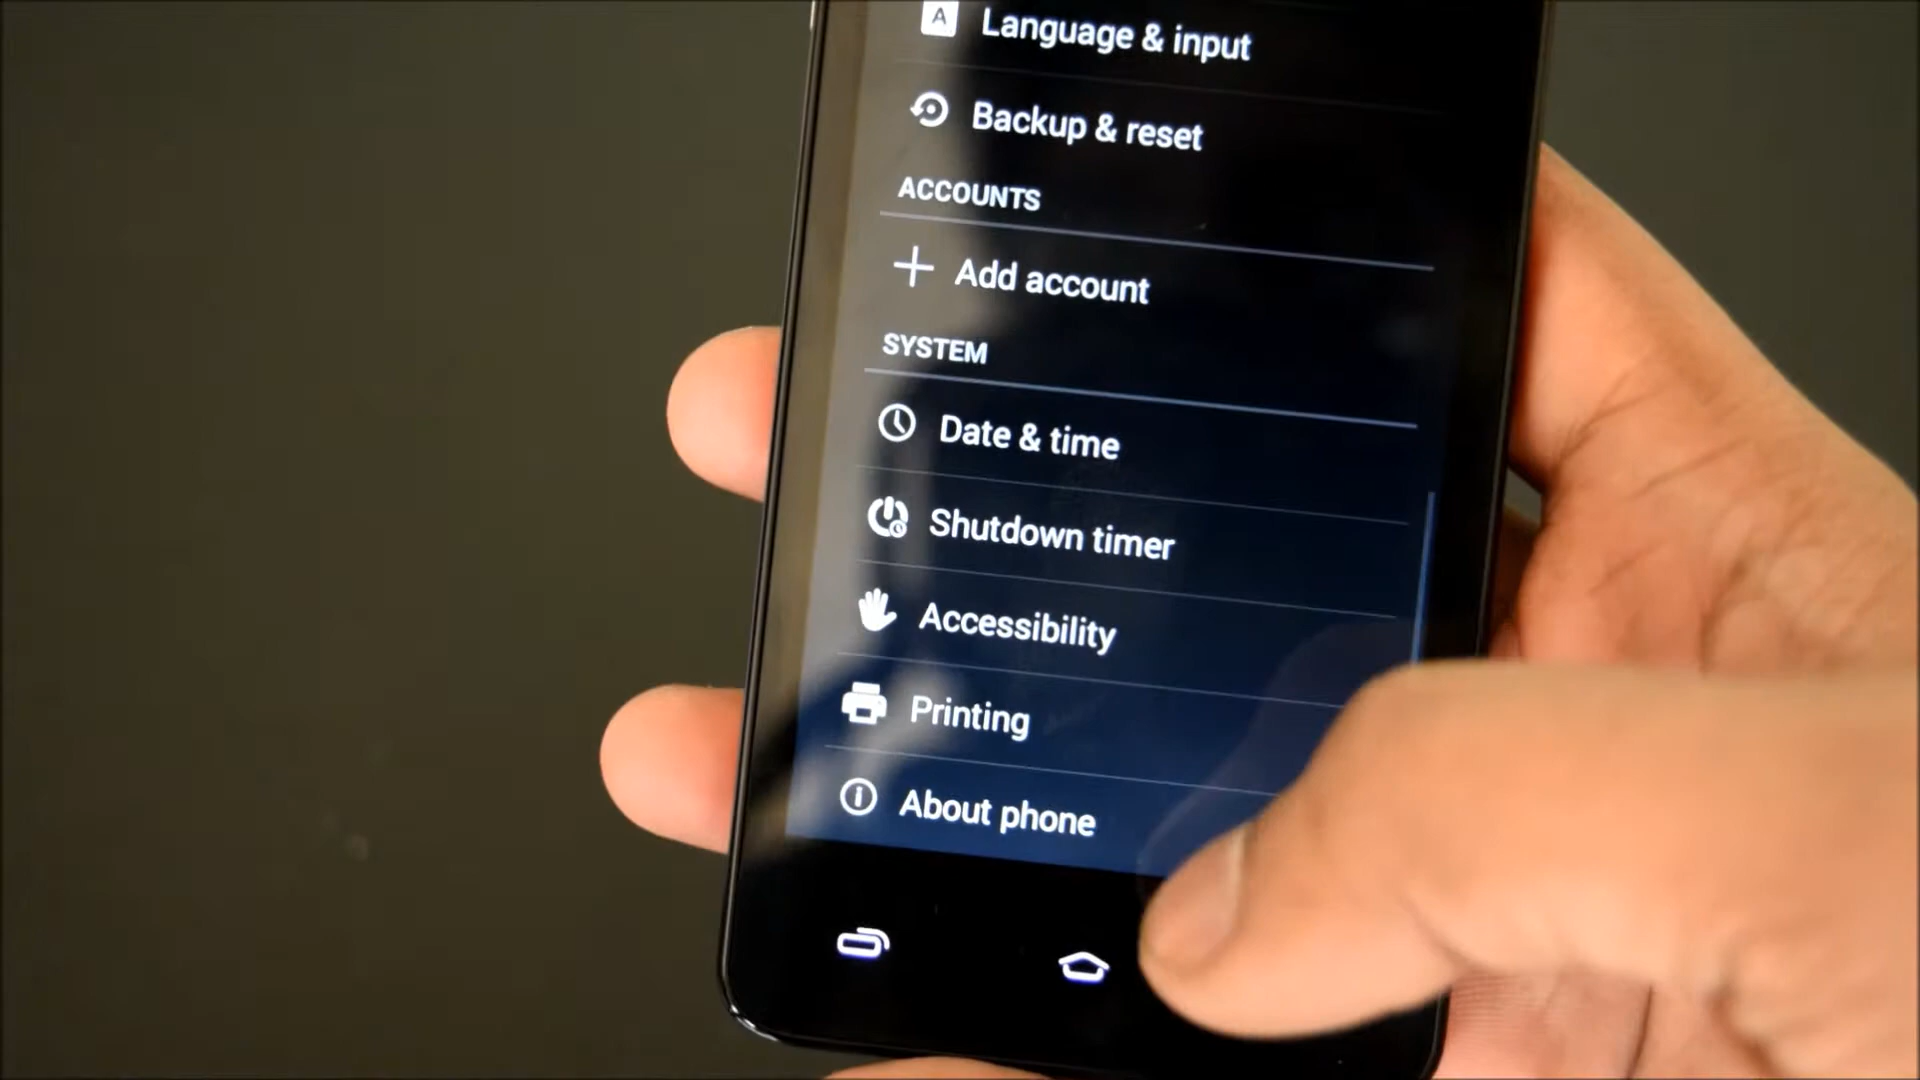 A
Language & input
Backup & reset
ACCOUNTS
Add account
SYSTEM
Date & time
Shutdown timer
Accessibility
Printing
About phone